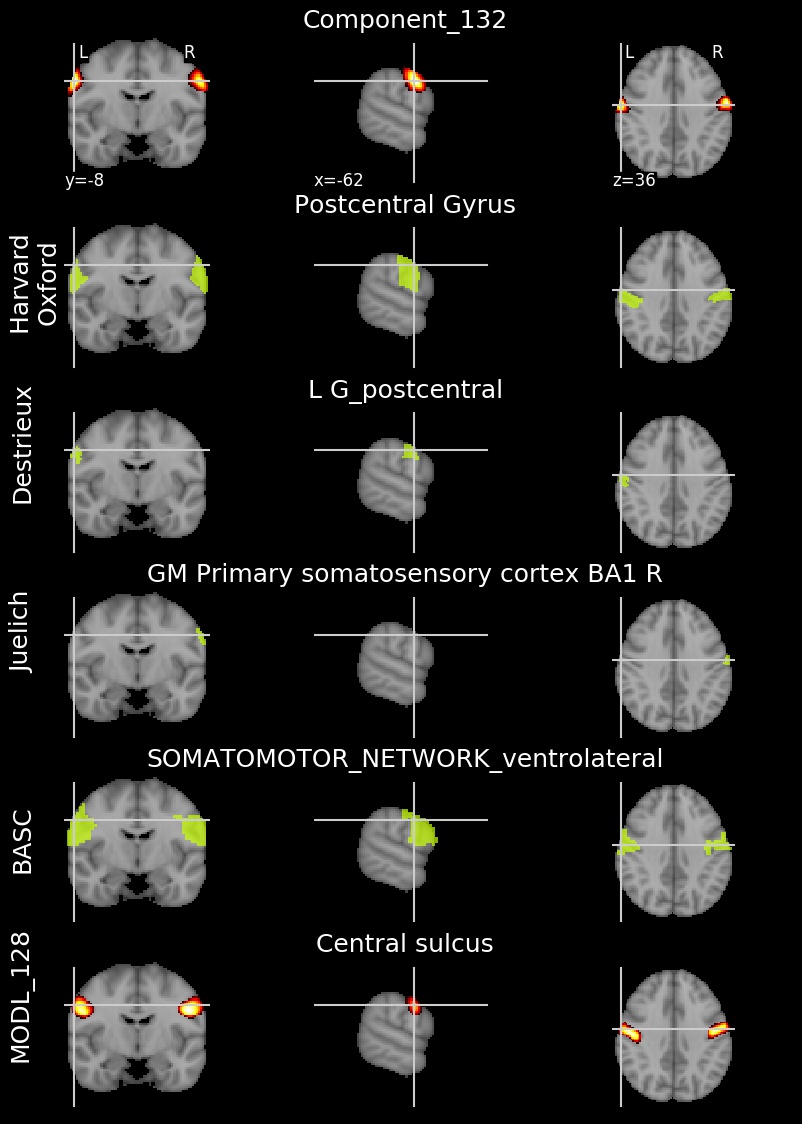 Component_132
L R L R
y=-8 x=-62 z=36
Postcentral Gyrus
Harvard
Oxford
L G_postcentral
Destrieux
GM Primary somatosensory cortex BA1 R
Juelich
SOMATOMOTOR_NETWORK_ventrolateral
BASC
Central sulcus
MODL_128